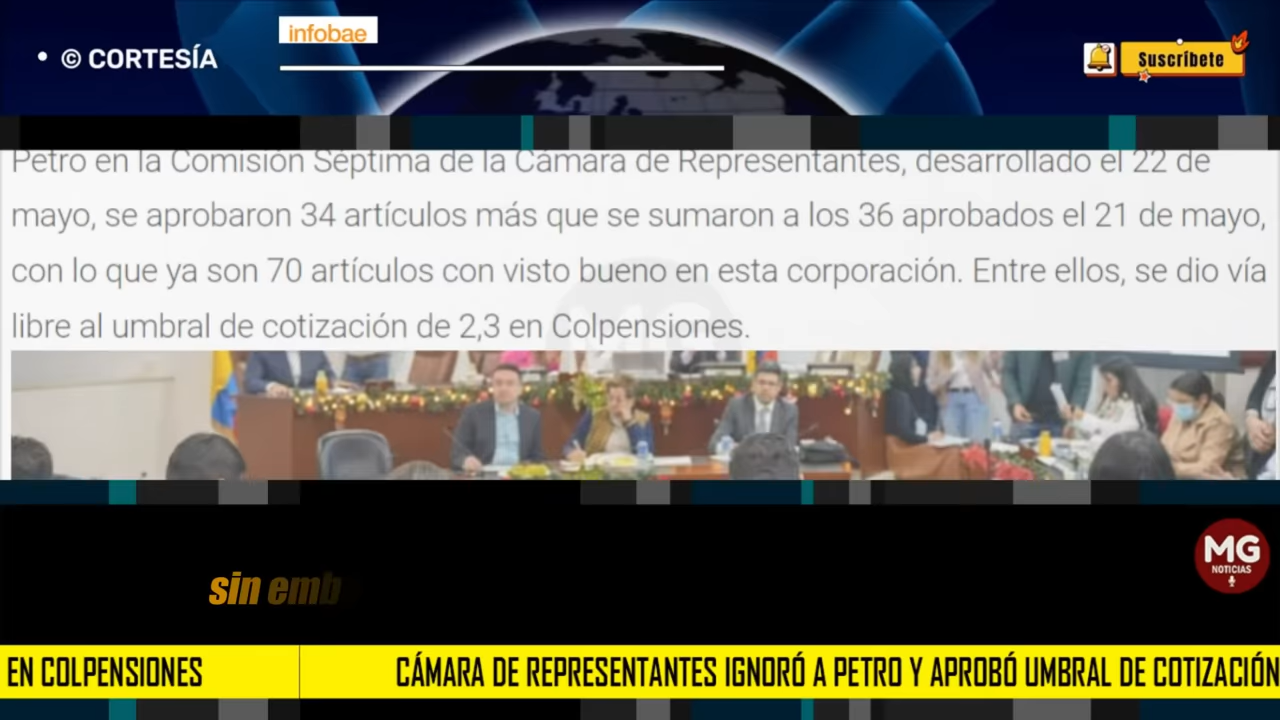 infobae
• © CORTESÍA
Suscríbete
Petro en la Comisión Séptima de la Cámara de Representantes, desarrollado el 22 de
mayo, se aprobaron 34 artículos más que se sumaron a los 36 aprobados el 21 de mayo,
con lo que ya son 70 artículos con visto bueno en esta corporación. Entre ellos, se dio vía
libre al umbral de cotización de 2,3 en Colpensiones.
MG
NOTICIAS
sin emb
EN COLPENSIONES
CÁMARA DE REPRESENTANTES IGNORÓ A PETRO Y APROBÓ UMBRAL DE COTIZACIÓN